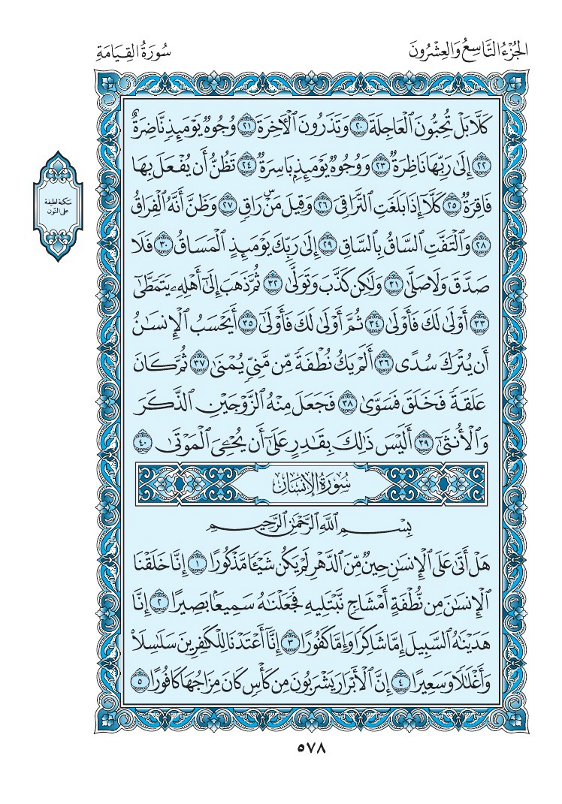 الجُزْءُ التَّاسِعُ وَالعِشْرُونَ
سُورَةُ القِيَامَةِ
كَلَّا بَلْ تُحِبُّونَ ٱلْعَاجِلَةَ ٢٠ وَتَذَرُونَ ٱلْأٓخِرَةَ ٢١ وُجُوهٌ يَوْمَئِذٍ نَّاضِرَةٌ
٢٢ إِلَىٰ رَبِّهَا نَاظِرَةٌ ٢٣ وَوُجُوهٌ يَوْمَئِذِۭ بَاسِرَةٌ ٢٤ تَظُنُّ أَن يُفْعَلَ بِهَا
فَاقِرَةٌ ٢٥ كَلَّآ إِذَا بَلَغَتِ ٱلتَّرَاقِيَ ٢٦ وَقِيلَ مَنْۜ رَاقٍ ٢٧ وَظَنَّ أَنَّهُ ٱلْفِرَاقُ
٢٨ وَٱلْتَفَّتِ ٱلسَّاقُ بِٱلسَّاقِ ٢٩ إِلَىٰ رَبِّكَ يَوْمَئِذٍ ٱلْمَسَاقُ ٣٠ فَلَا
صَدَّقَ وَلَا صَلَّىٰ ٣١ وَلَٰكِن كَذَّبَ وَتَوَلَّىٰ ٣٢ ثُمَّ ذَهَبَ إِلَىٰٓ أَهْلِهِۦ يَتَمَطَّىٰٓ
٣٣ أَوْلَىٰ لَكَ فَأَوْلَىٰ ٣٤ ثُمَّ أَوْلَىٰ لَكَ فَأَوْلَىٰٓ ٣٥ أَيَحْسَبُ ٱلْإِنسَٰنُ
أَن يُتْرَكَ سُدًى ٣٦ أَلَمْ يَكُ نُطْفَةً مِّن مَّنِيٍّ يُمْنَىٰ ٣٧ ثُمَّ كَانَ
عَلَقَةً فَخَلَقَ فَسَوَّىٰ ٣٨ فَجَعَلَ مِنْهُ ٱلزَّوْجَيْنِ ٱلذَّكَرَ
وَٱلْأُنثَىٰٓ ٣٩ أَلَيْسَ ذَٰلِكَ بِقَٰدِرٍ عَلَىٰٓ أَن يُحْـِۧيَ ٱلْمَوْتَىٰ ٤٠
سُورَةُ الإِنسَانِ
بِسْمِ ٱللَّهِ ٱلرَّحْمَٰنِ ٱلرَّحِيمِ
هَلْ أَتَىٰ عَلَى ٱلْإِنسَٰنِ حِينٌ مِّنَ ٱلدَّهْرِ لَمْ يَكُن شَيْـًٔا مَّذْكُورًا ١ إِنَّا خَلَقْنَا
ٱلْإِنسَٰنَ مِن نُّطْفَةٍ أَمْشَاجٍ نَّبْتَلِيهِ فَجَعَلْنَٰهُ سَمِيعًۢا بَصِيرًا ٢ إِنَّا
هَدَيْنَٰهُ ٱلسَّبِيلَ إِمَّا شَاكِرًا وَإِمَّا كَفُورًا ٣ إِنَّآ أَعْتَدْنَا لِلْكَٰفِرِينَ سَلَٰسِلَا۟
وَأَغْلَٰلًا وَسَعِيرًا ٤ إِنَّ ٱلْأَبْرَارَ يَشْرَبُونَ مِن كَأْسٍ كَانَ مِزَاجُهَا كَافُورًا ٥
سكتة لطيفة
على النون
٥٧٨